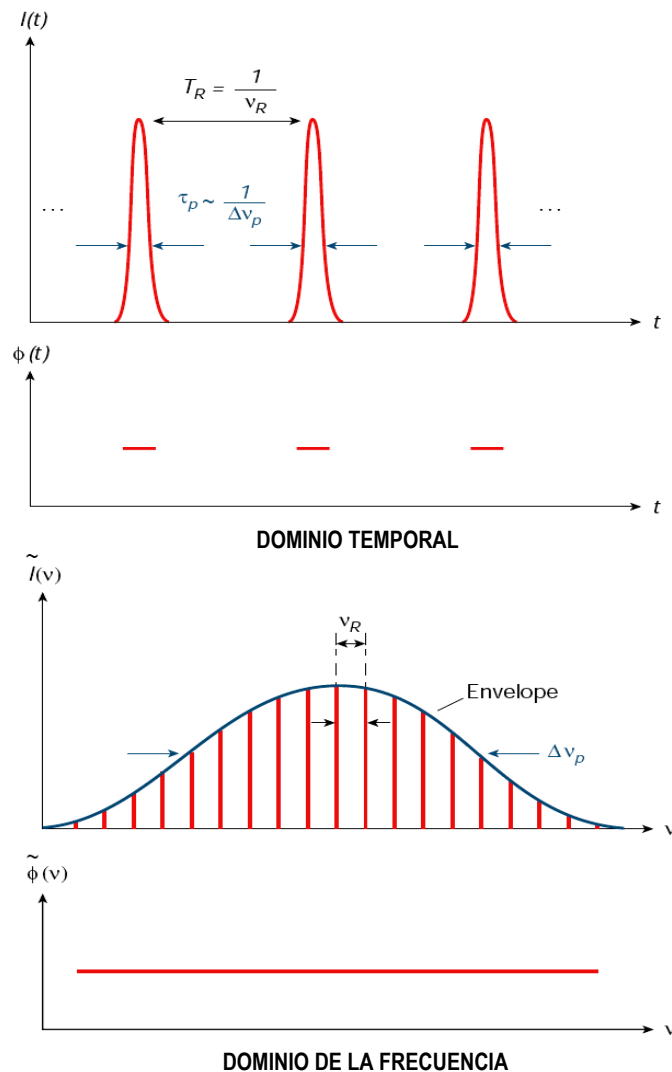 I(t)
T_R = 1/ν_R
τ_p ~ 1/Δν_p
... ...
t
ϕ(t)
t
DOMINIO TEMPORAL
Ĩ(ν)
ν_R
Envelope
Δν_p
ν
ϕ̃(ν)
ν
DOMINIO DE LA FRECUENCIA